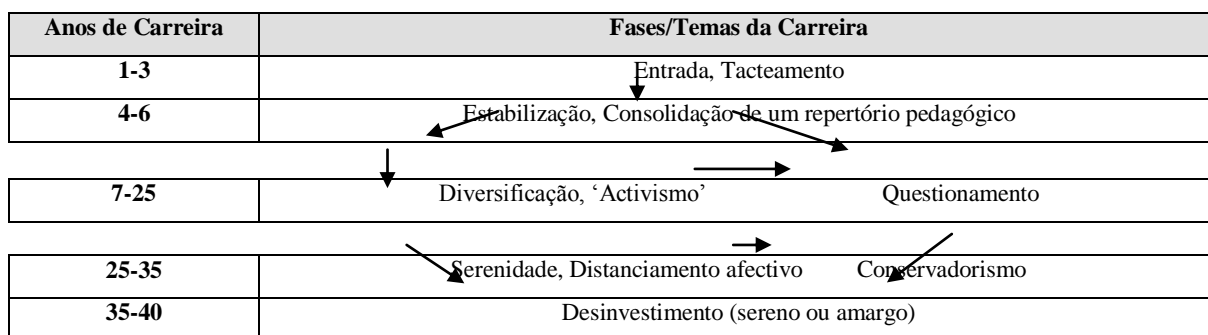 Anos de Carreira Fases/Temas da Carreira
1-3 Entrada, Tacteamento
4-6 Estabilização, Consolidação de um repertório pedagógico
7-25 Diversificação, ‘Activismo’ Questionamento
25-35 Serenidade, Distanciamento afectivo Conservadorismo
35-40 Desinvestimento (sereno ou amargo)